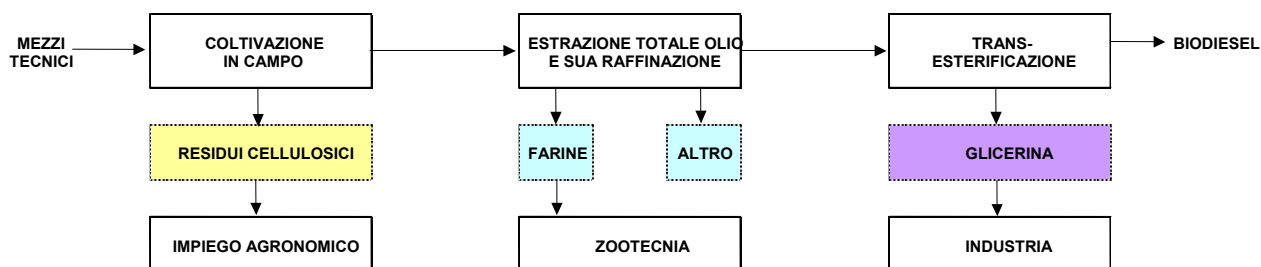 MEZZI
TECNICI
COLTIVAZIONE
IN CAMPO
ESTRAZIONE TOTALE OLIO
E SUA RAFFINAZIONE
TRANS-
ESTERIFICAZIONE
BIODIESEL
RESIDUI CELLULOSICI
FARINE
ALTRO
GLICERINA
IMPIEGO AGRONOMICO
ZOOTECNIA
INDUSTRIA